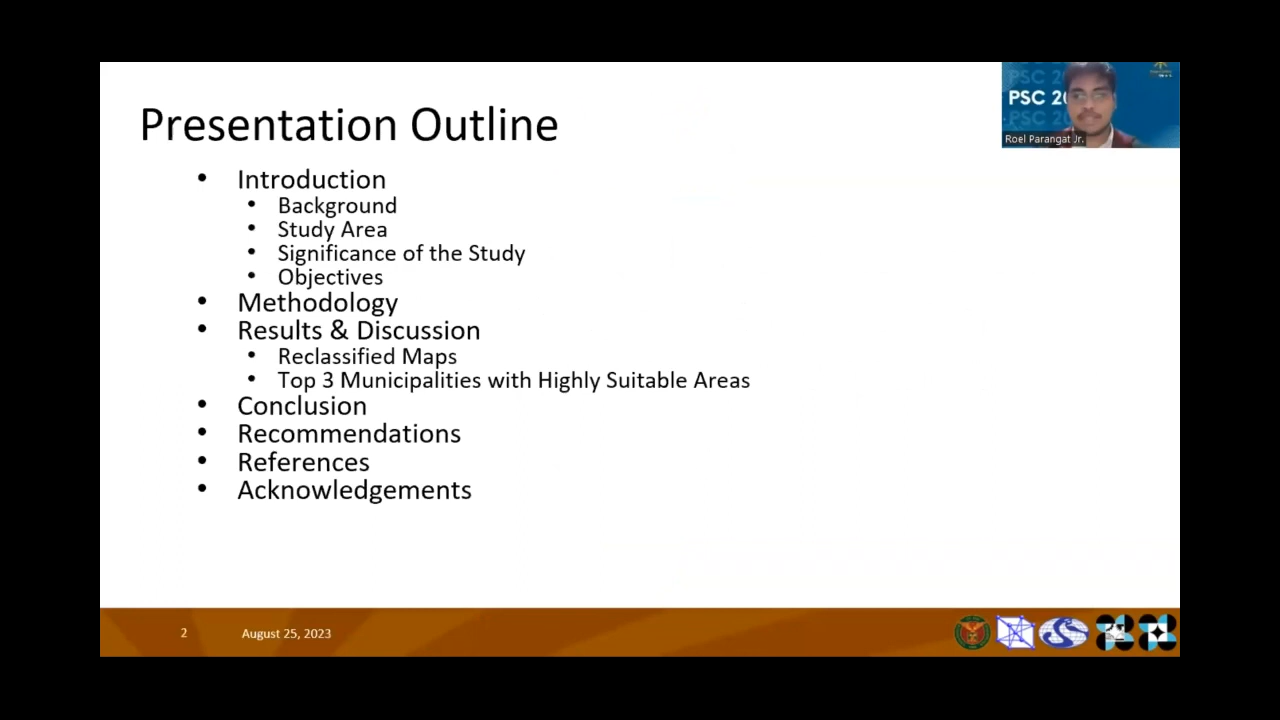 Presentation Outline
• Introduction
• Background
• Study Area
• Significance of the Study
• Objectives
• Methodology
• Results & Discussion
• Reclassified Maps
• Top 3 Municipalities with Highly Suitable Areas
• Conclusion
• Recommendations
• References
• Acknowledgements
PSC 20
PSC 20
PSC 20
Roel Parangat Jr.
2
August 25, 2023